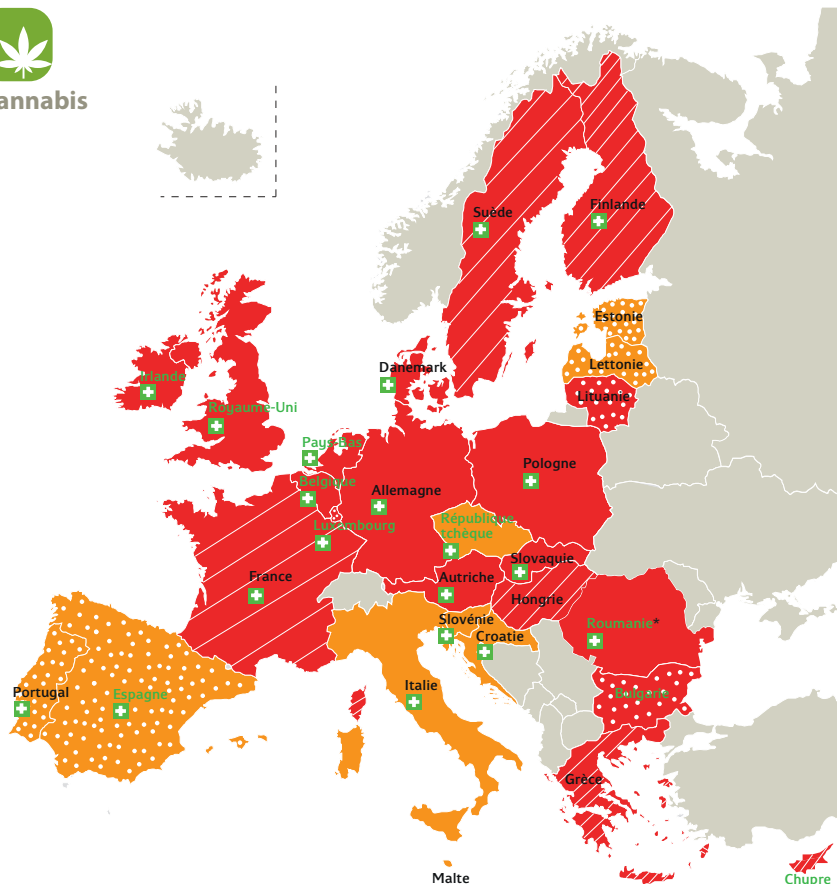 annabis
Suède
Finlande
Estonie
Lettonie
Lituanie
Danemark
Irlande
Royaume-Uni
Pays-Bas
Belgique
Luxembourg
Allemagne
Pologne
République
tchèque
Slovaquie
Autriche
Hongrie
France
Slovénie
Croatie
Roumanie*
Bulgarie
Italie
Portugal
Espagne
Grèce
Malte
Chypre